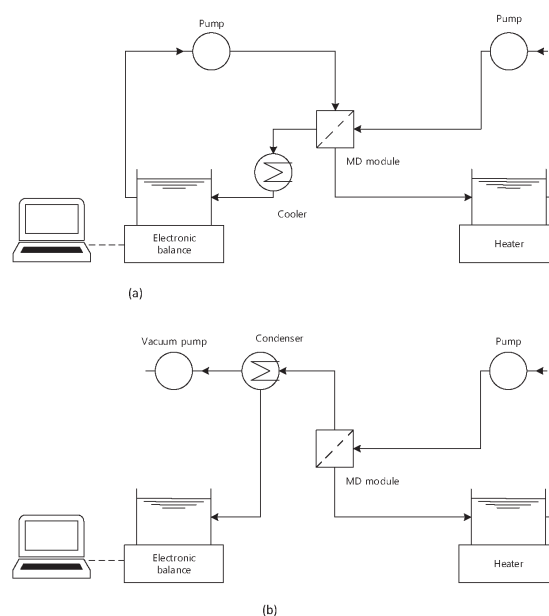 Pump
Pump
MD module
Cooler
Electronic
balance
Heater
(a)
Vacuum pump
Condenser
Pump
MD module
Electronic
balance
Heater
(b)